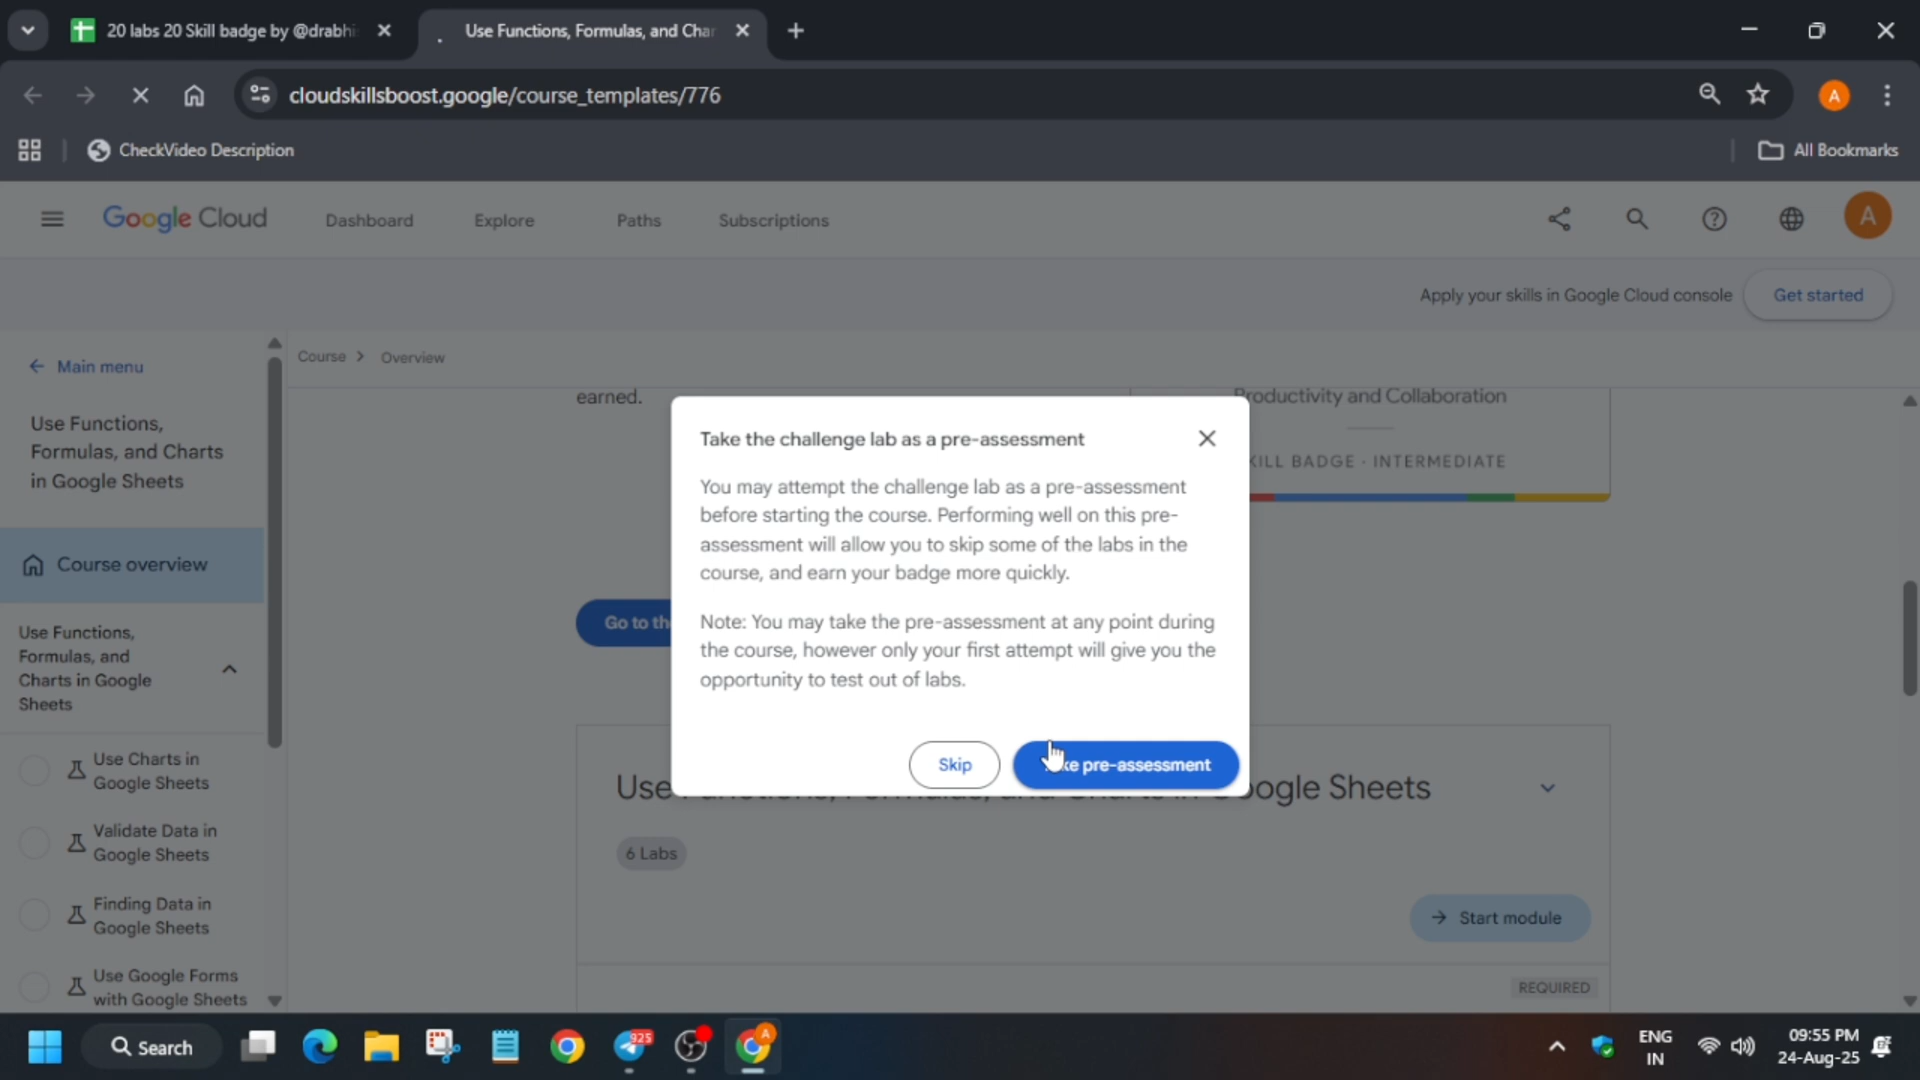 20 labs 20 Skill badge by @drabhi
Use Functions, Formulas, and Char
cloudskillsboost.google/course_templates/776
A
CheckVideo Description
All Bookmarks
Google Cloud
Dashboard
Explore
Paths
Subscriptions
A
Apply your skills in Google Cloud console
Get started
Main menu
Course > Overview
Use Functions,
Formulas, and Charts
in Google Sheets
Course overview
Use Functions,
Formulas, and
Charts in Google
Sheets
Use Charts in
Google Sheets
Validate Data in
Google Sheets
Finding Data in
Google Sheets
Use Google Forms
with Google Sheets
earned.
Productivity and Collaboration
KILL BADGE · INTERMEDIATE
Go to th
Take the challenge lab as a pre-assessment
You may attempt the challenge lab as a pre-assessment
before starting the course. Performing well on this pre-
assessment will allow you to skip some of the labs in the
course, and earn your badge more quickly.
Note: You may take the pre-assessment at any point during
the course, however only your first attempt will give you the
opportunity to test out of labs.
Skip
ke pre-assessment
Use
oogle Sheets
6 Labs
Start module
REQUIRED
Search
925
A
ENG
IN
09:55 PM
24-Aug-25